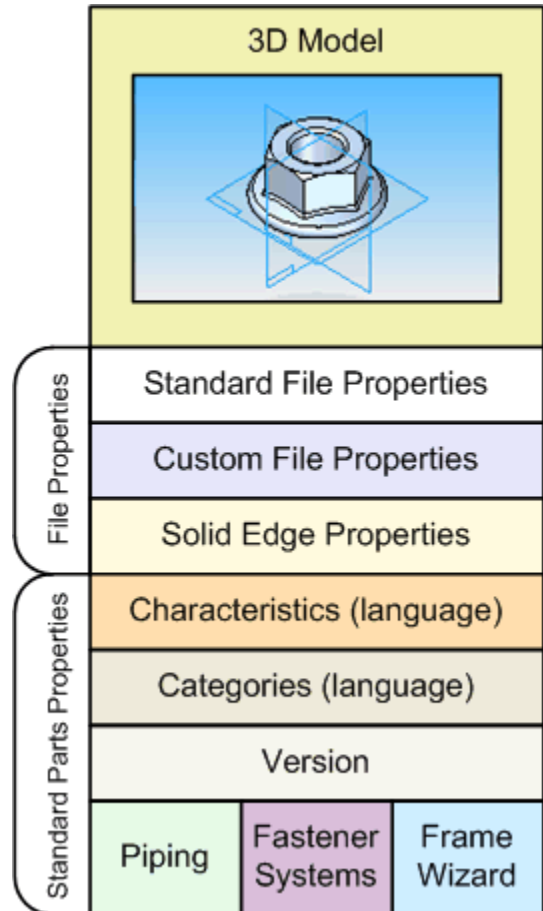 3D Model
File Properties
Standard File Properties
Custom File Properties
Solid Edge Properties
Standard Parts Properties
Characteristics (language)
Categories (language)
Version
Piping
Fastener
Systems
Frame
Wizard